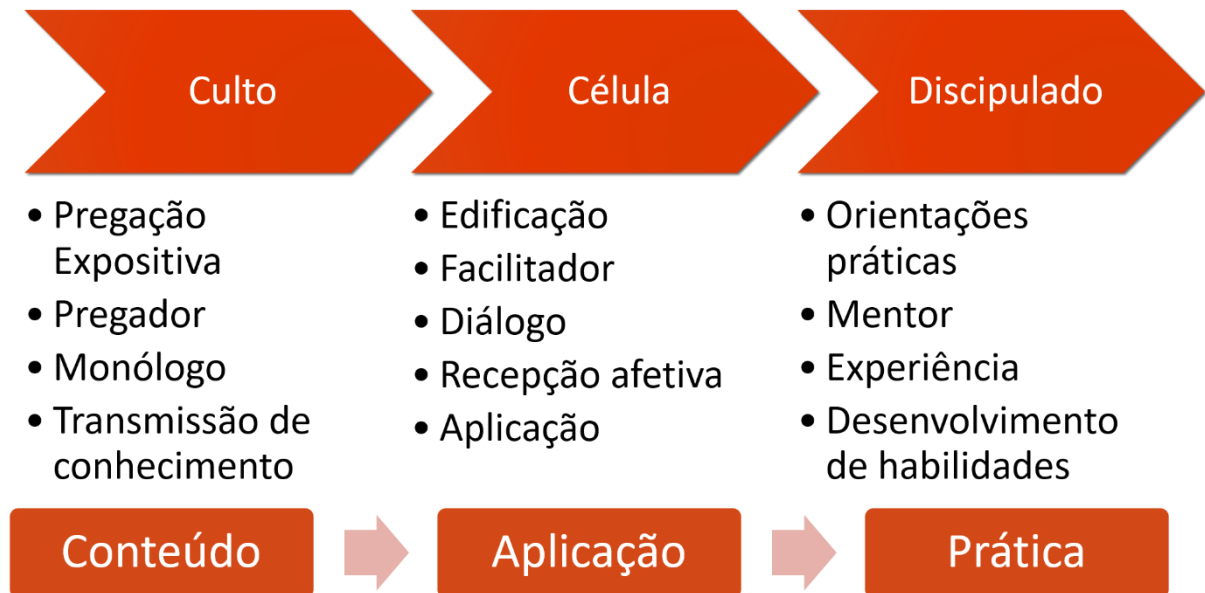 Culto
Célula
Discipulado
• Pregação
Expositiva
• Pregador
• Monólogo
• Transmissão de
conhecimento
• Edificação
• Facilitador
• Diálogo
• Recepção afetiva
• Aplicação
• Orientações
práticas
• Mentor
• Experiência
• Desenvolvimento
de habilidades
Conteúdo
Aplicação
Prática